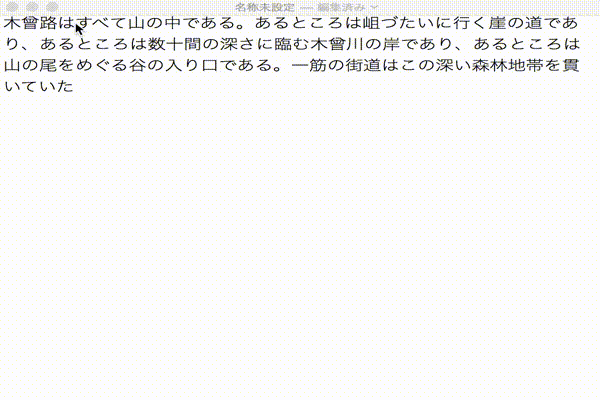 名称未設定 — 編集済み
木曾路はすべて山の中である。あるところは岨づたいに行く崖の道であ
り、あるところは数十間の深さに臨む木曾川の岸であり、あるところは
山の尾をめぐる谷の入り口である。一筋の街道はこの深い森林地帯を貫
いていた